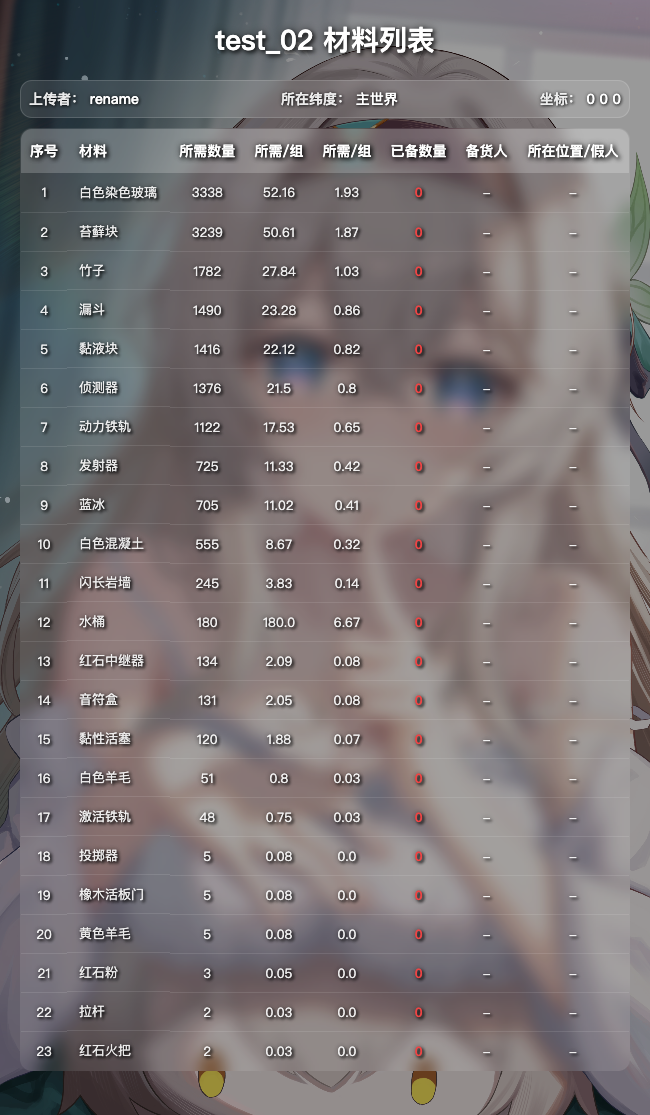 test_02 材料列表
上传者： rename 所在纬度： 主世界 坐标： 0 0 0
序号 材料 所需数量 所需/组 所需/组 已备数量 备货人 所在位置/假人
1 白色染色玻璃 3338 52.16 1.93 0 – –
2 苔藓块 3239 50.61 1.87 0 – –
3 竹子 1782 27.84 1.03 0 – –
4 漏斗 1490 23.28 0.86 0 – –
5 黏液块 1416 22.12 0.82 0 – –
6 侦测器 1376 21.5 0.8 0 – –
7 动力铁轨 1122 17.53 0.65 0 – –
8 发射器 725 11.33 0.42 0 – –
9 蓝冰 705 11.02 0.41 0 – –
10 白色混凝土 555 8.67 0.32 0 – –
11 闪长岩墙 245 3.83 0.14 0 – –
12 水桶 180 180.0 6.67 0 – –
13 红石中继器 134 2.09 0.08 0 – –
14 音符盒 131 2.05 0.08 0 – –
15 黏性活塞 120 1.88 0.07 0 – –
16 白色羊毛 51 0.8 0.03 0 – –
17 激活铁轨 48 0.75 0.03 0 – –
18 投掷器 5 0.08 0.0 0 – –
19 橡木活板门 5 0.08 0.0 0 – –
20 黄色羊毛 5 0.08 0.0 0 – –
21 红石粉 3 0.05 0.0 0 – –
22 拉杆 2 0.03 0.0 0 – –
23 红石火把 2 0.03 0.0 0 – –